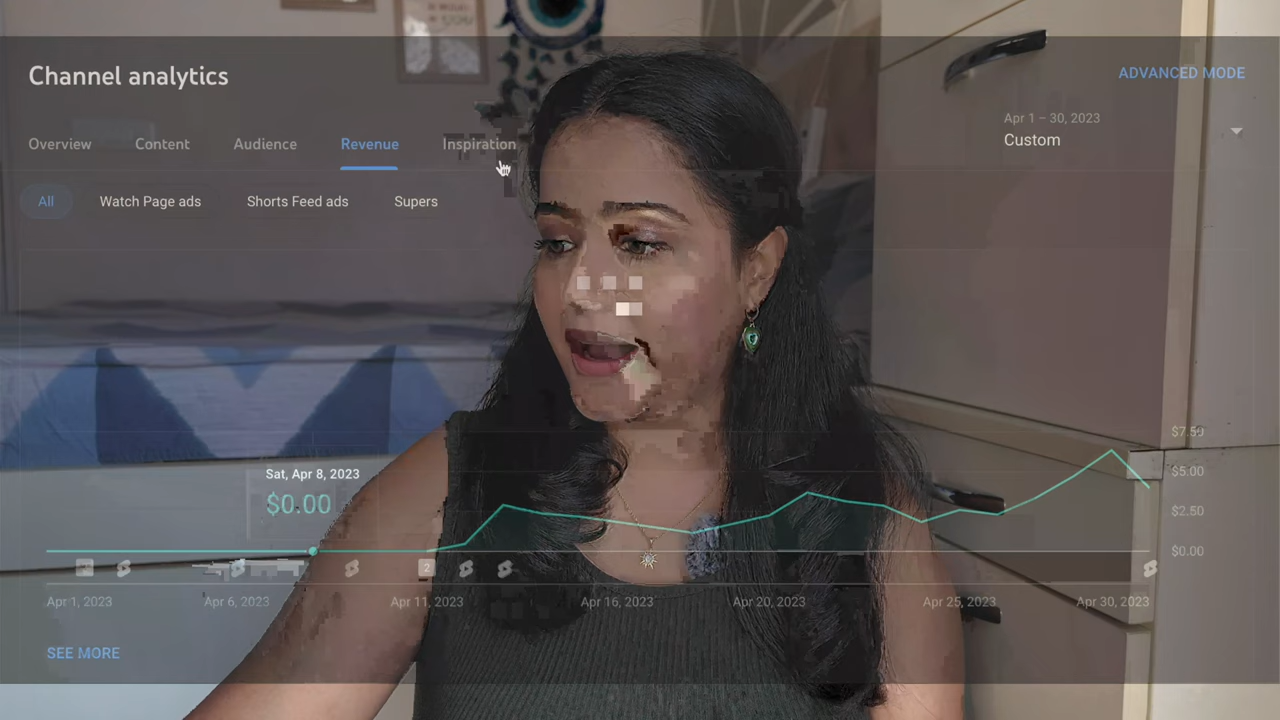 Channel analytics
ADVANCED MODE
Apr 1 – 30, 2023
Custom
Overview Content Audience Revenue Inspiration
All Watch Page ads Shorts Feed ads Supers
$7.50
Sat, Apr 8, 2023
$0.00
$5.00
$2.50
$0.00
2
Apr 1, 2023 Apr 6, 2023 Apr 11, 2023 Apr 16, 2023 Apr 20, 2023 Apr 25, 2023 Apr 30, 2023
SEE MORE